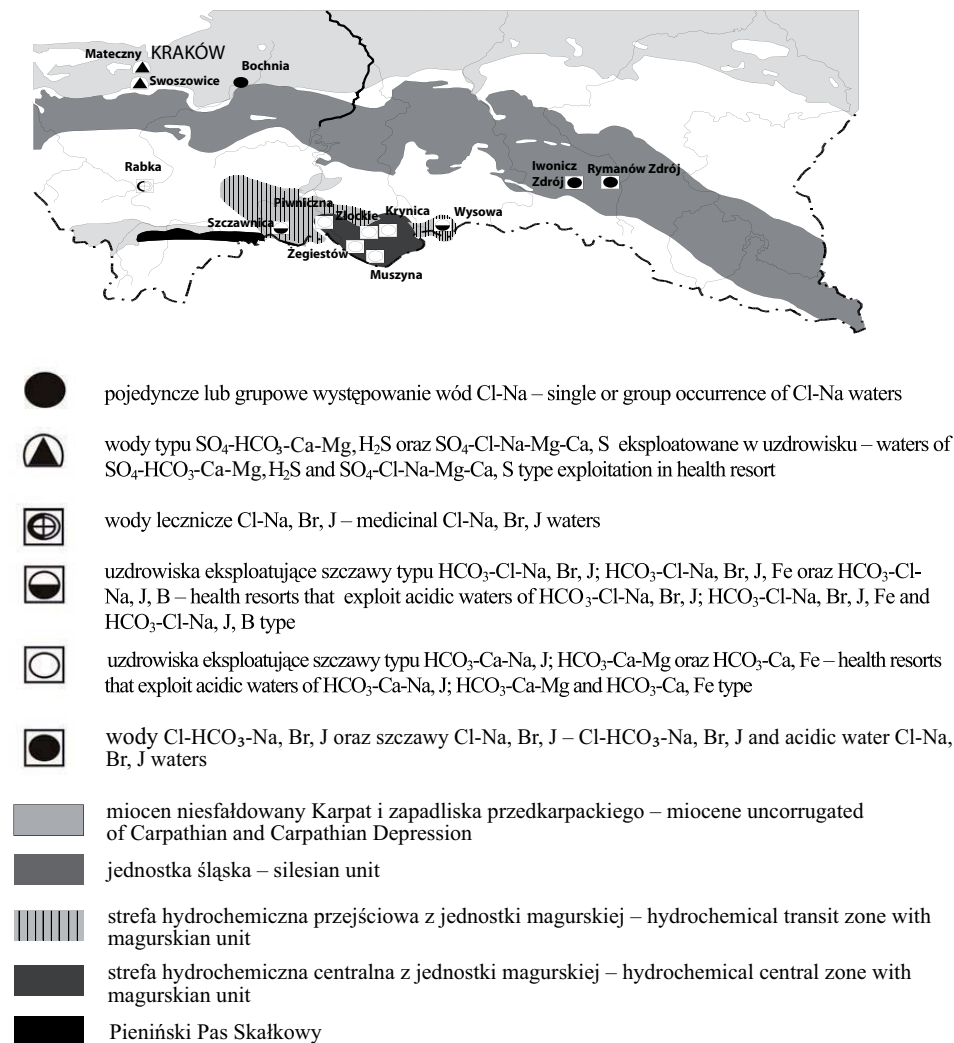 Mateczny KRAKÓW
Swoszowice
Bochnia
Rabka
Iwonicz
Zdrój
Rymanów Zdrój
Piwniczna
Szczawnica
Złockie
Krynica
Wysowa
Żegiestów
Muszyna
pojedyncze lub grupowe występowanie wód Cl-Na – single or group occurrence of Cl-Na waters
wody typu SO₄-HCO₃-Ca-Mg, H₂S oraz SO₄-Cl-Na-Mg-Ca, S eksploatowane w uzdrowisku – waters of
SO₄-HCO₃-Ca-Mg, H₂S and SO₄-Cl-Na-Mg-Ca, S type exploitation in health resort
wody lecznicze Cl-Na, Br, J – medicinal Cl-Na, Br, J waters
uzdrowiska eksploatujące szczawy typu HCO₃-Cl-Na, Br, J; HCO₃-Cl-Na, Br, J, Fe oraz HCO₃-Cl-
Na, J, B – health resorts that exploit acidic waters of HCO₃-Cl-Na, Br, J; HCO₃-Cl-Na, Br, J, Fe and
HCO₃-Cl-Na, J, B type
uzdrowiska eksploatujące szczawy typu HCO₃-Ca-Na, J; HCO₃-Ca-Mg oraz HCO₃-Ca, Fe – health resorts
that exploit acidic waters of HCO₃-Ca-Na, J; HCO₃-Ca-Mg and HCO₃-Ca, Fe type
wody Cl-HCO₃-Na, Br, J oraz szczawy Cl-Na, Br, J – Cl-HCO₃-Na, Br, J and acidic water Cl-Na,
Br, J waters
miocen niesfałdowany Karpat i zapadliska przedkarpackiego – miocene uncorrugated
of Carpathian and Carpathian Depression
jednostka śląska – silesian unit
strefa hydrochemiczna przejściowa z jednostki magurskiej – hydrochemical transit zone with
magurskian unit
strefa hydrochemiczna centralna z jednostki magurskiej – hydrochemical central zone with
magurskian unit
Pieniński Pas Skałkowy